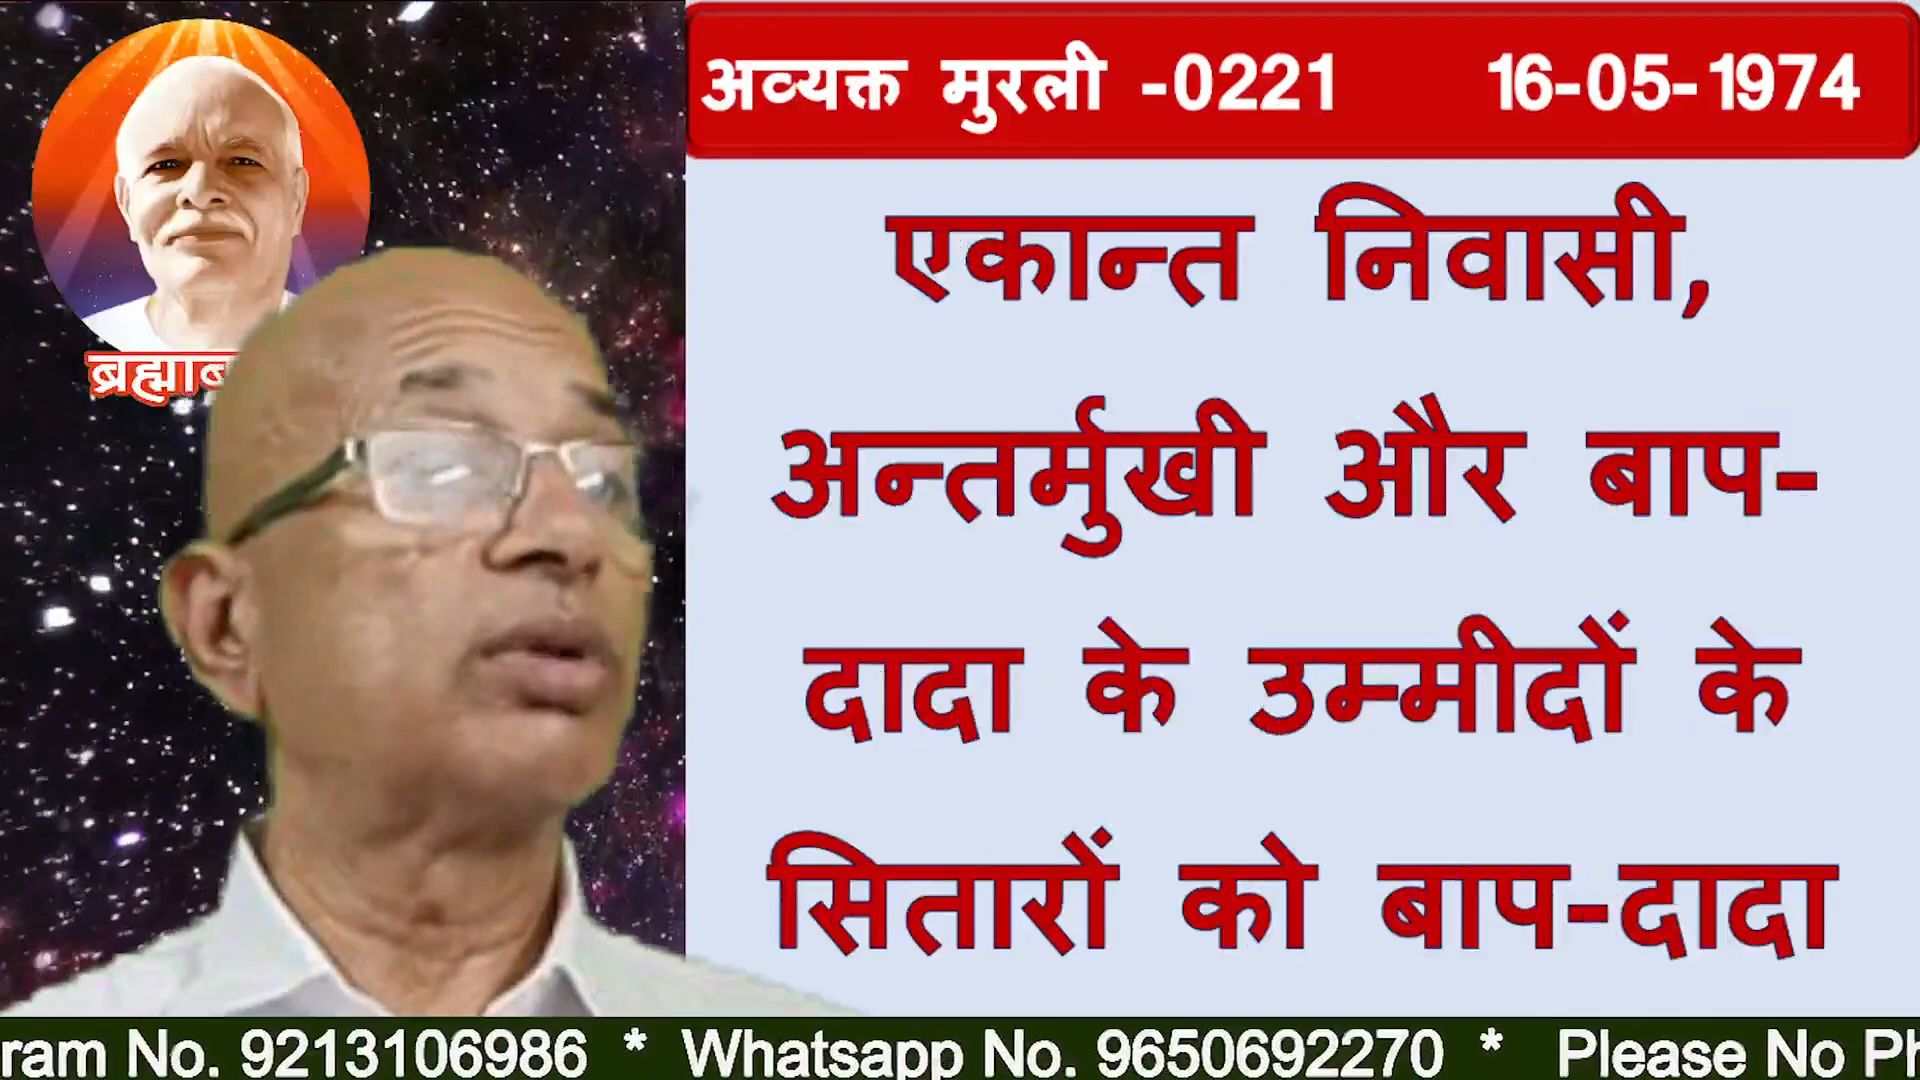 अव्यक्त मुरली -0221 16-05-1974
एकान्त निवासी,
अन्तर्मुखी और बाप-
दादा के उम्मीदों के
सितारों को बाप-दादा
No. 9213106986 * Whatsapp No. 9650692270 * Please No